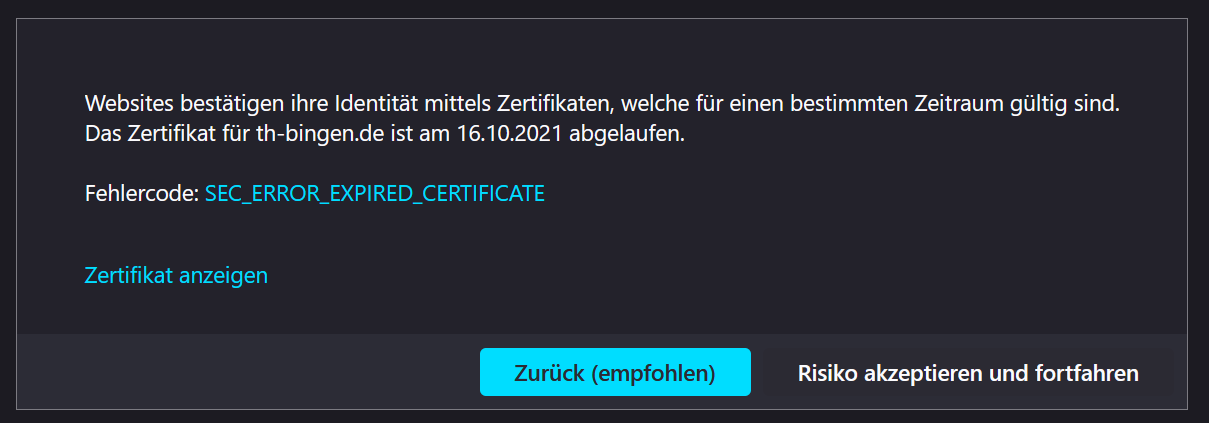 Websites bestätigen ihre Identität mittels Zertifikaten, welche für einen bestimmten Zeitraum gültig sind.
Das Zertifikat für th-bingen.de ist am 16.10.2021 abgelaufen.
Fehlercode: SEC_ERROR_EXPIRED_CERTIFICATE
Zertifikat anzeigen
Zurück (empfohlen)
Risiko akzeptieren und fortfahren